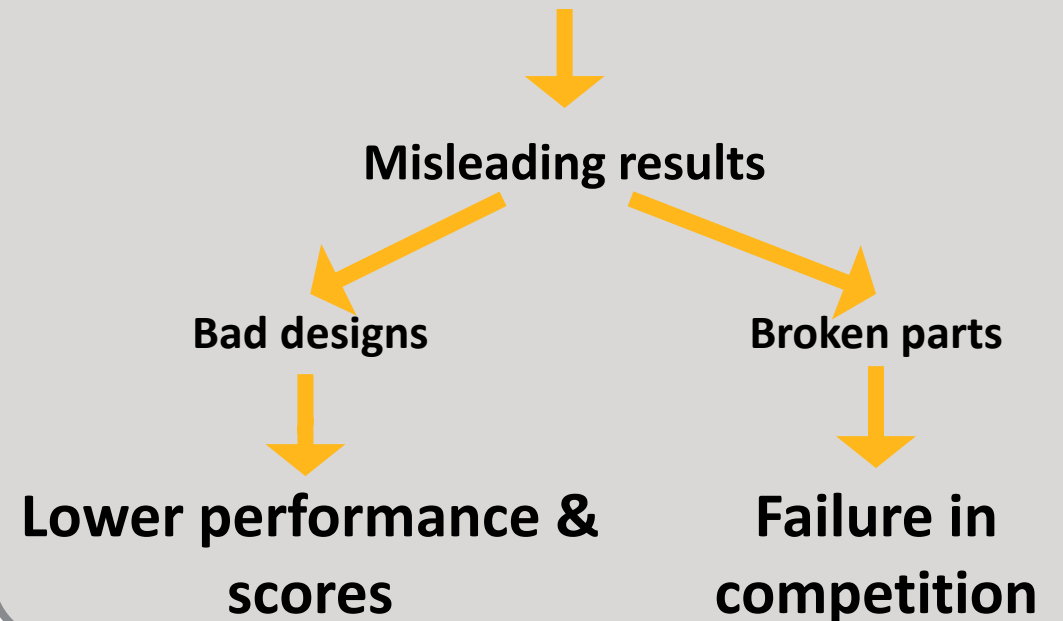 Misleading results
Bad designs
Broken parts
Lower performance &
scores
Failure in
competition